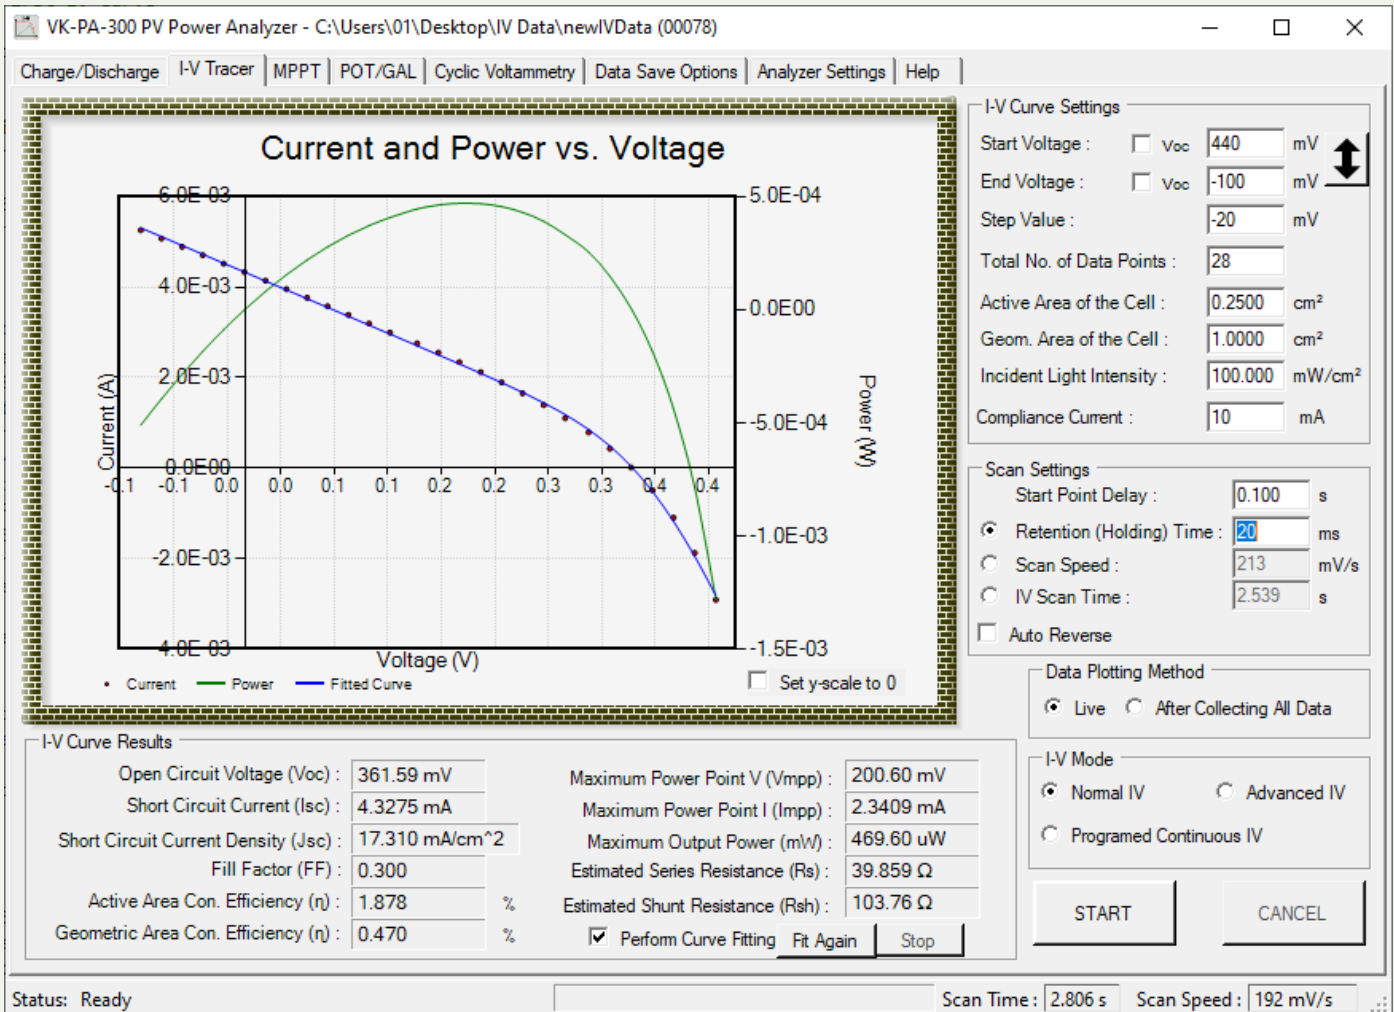 VK-PA-300 PV Power Analyzer - C:\Users\01\Desktop\IV Data\newIVData (00078)
Charge/Discharge I-V Tracer MPPT POT/GAL Cyclic Voltammetry Data Save Options Analyzer Settings Help
Current and Power vs. Voltage
6.0E-03
4.0E-03
2.0E-03
0.0E00
-2.0E-03
-4.0E-03
Current (A)
-0.1 -0.1 0.0 0.0 0.1 0.1 0.2 0.2 0.3 0.3 0.4 0.4
Voltage (V)
5.0E-04
0.0E00
-5.0E-04
-1.0E-03
-1.5E-03
Power (W)
Current Power Fitted Curve
Set y-scale to 0
I-V Curve Settings
Start Voltage : Voc 440 mV
End Voltage : Voc -100 mV
Step Value : -20 mV
Total No. of Data Points : 28
Active Area of the Cell : 0.2500 cm²
Geom. Area of the Cell : 1.0000 cm²
Incident Light Intensity : 100.000 mW/cm²
Compliance Current : 10 mA
Scan Settings
Start Point Delay : 0.100 s
Retention (Holding) Time : 20 ms
Scan Speed : 213 mV/s
IV Scan Time : 2.539 s
Auto Reverse
Data Plotting Method
Live After Collecting All Data
I-V Mode
Normal IV Advanced IV
Programed Continuous IV
START CANCEL
I-V Curve Results
Open Circuit Voltage (Voc) : 361.59 mV
Short Circuit Current (Isc) : 4.3275 mA
Short Circuit Current Density (Jsc) : 17.310 mA/cm^2
Fill Factor (FF) : 0.300
Active Area Con. Efficiency (η) : 1.878 %
Geometric Area Con. Efficiency (η) : 0.470 %
Maximum Power Point V (Vmpp) : 200.60 mV
Maximum Power Point I (Impp) : 2.3409 mA
Maximum Output Power (mW) : 469.60 uW
Estimated Series Resistance (Rs) : 39.859 Ω
Estimated Shunt Resistance (Rsh) : 103.76 Ω
Perform Curve Fitting Fit Again Stop
Status: Ready
Scan Time : 2.806 s Scan Speed : 192 mV/s